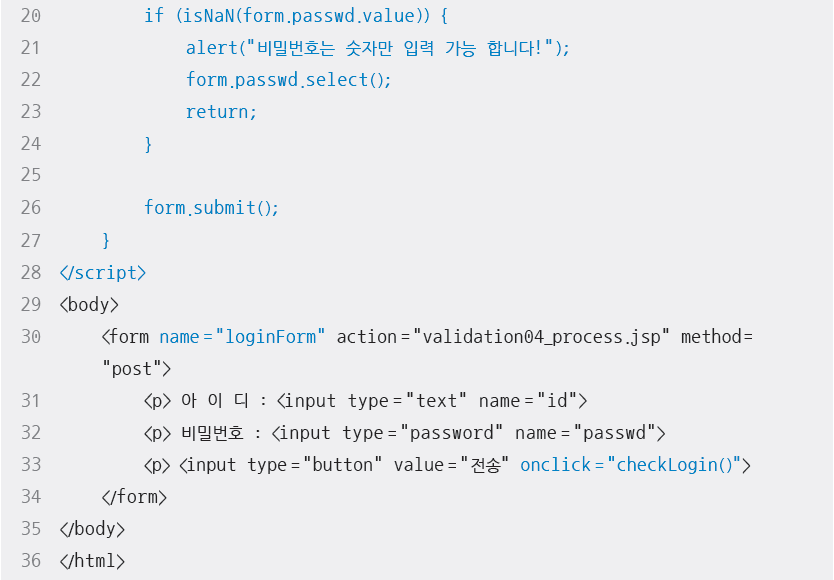 20 if (isNaN(form.passwd.value)) {
21 alert("비밀번호는 숫자만 입력 가능 합니다!");
22 form.passwd.select();
23 return;
24 }
25
26 form.submit();
27 }
28 </script>
29 <body>
30 <form name="loginForm" action="validation04_process.jsp" method=
"post">
31 <p> 아 이 디 : <input type="text" name="id">
32 <p> 비밀번호 : <input type="password" name="passwd">
33 <p> <input type="button" value="전송" onclick="checkLogin()">
34 </form>
35 </body>
36 </html>